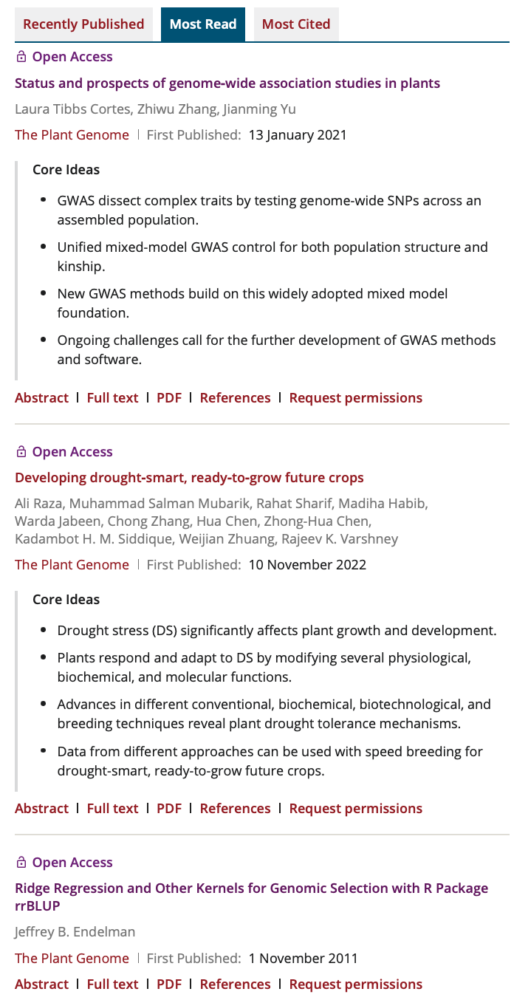 Recently Published Most Read Most Cited
Open Access
Status and prospects of genome-wide association studies in plants
Laura Tibbs Cortes, Zhiwu Zhang, Jianming Yu
The Plant Genome | First Published: 13 January 2021
Core Ideas
• GWAS dissect complex traits by testing genome-wide SNPs across an
assembled population.
• Unified mixed-model GWAS control for both population structure and
kinship.
• New GWAS methods build on this widely adopted mixed model
foundation.
• Ongoing challenges call for the further development of GWAS methods
and software.
Abstract | Full text | PDF | References | Request permissions
Open Access
Developing drought-smart, ready-to-grow future crops
Ali Raza, Muhammad Salman Mubarik, Rahat Sharif, Madiha Habib,
Warda Jabeen, Chong Zhang, Hua Chen, Zhong-Hua Chen,
Kadambot H. M. Siddique, Weijian Zhuang, Rajeev K. Varshney
The Plant Genome | First Published: 10 November 2022
Core Ideas
• Drought stress (DS) significantly affects plant growth and development.
• Plants respond and adapt to DS by modifying several physiological,
biochemical, and molecular functions.
• Advances in different conventional, biochemical, biotechnological, and
breeding techniques reveal plant drought tolerance mechanisms.
• Data from different approaches can be used with speed breeding for
drought-smart, ready-to-grow future crops.
Abstract | Full text | PDF | References | Request permissions
Open Access
Ridge Regression and Other Kernels for Genomic Selection with R Package
rrBLUP
Jeffrey B. Endelman
The Plant Genome | First Published: 1 November 2011
Abstract | Full text | PDF | References | Request permissions